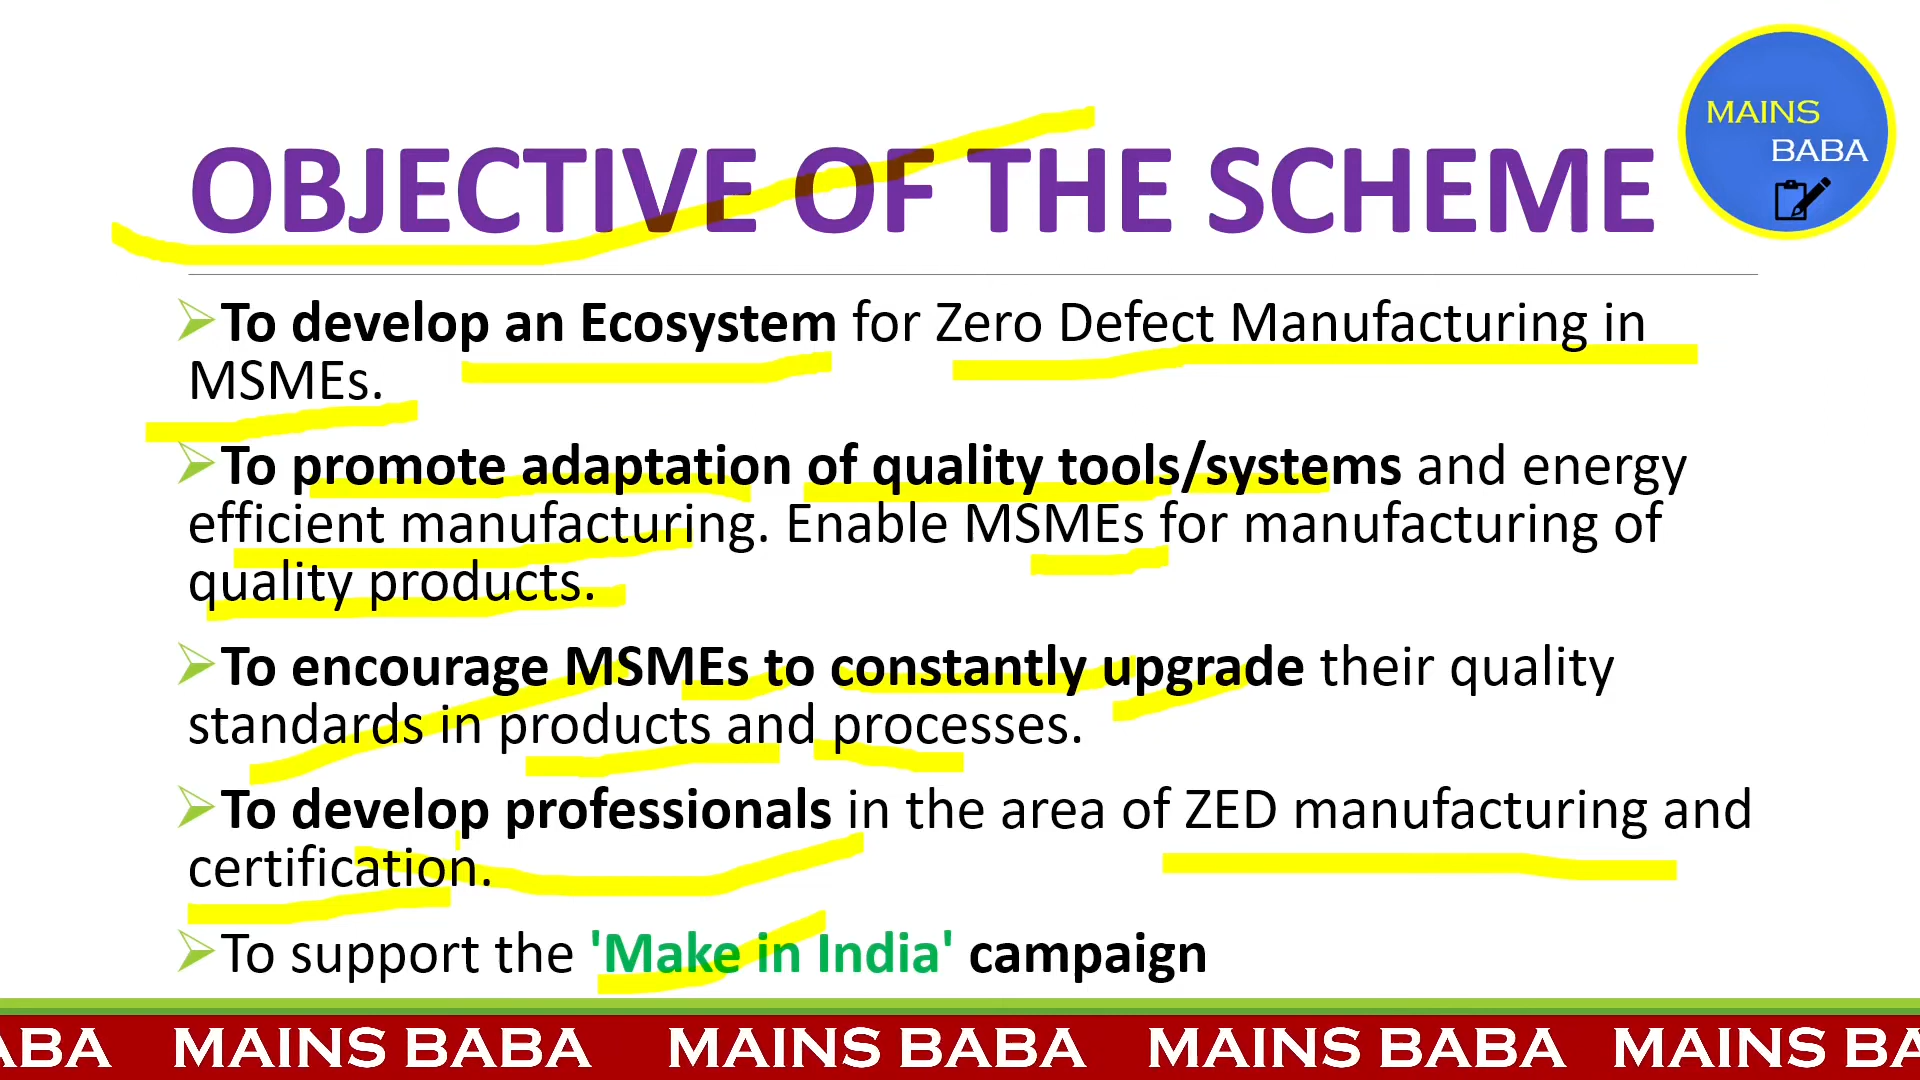 MAINS
BABA
OBJECTIVE OF THE SCHEME
To develop an Ecosystem for Zero Defect Manufacturing in
MSMEs.
To promote adaptation of quality tools/systems and energy
efficient manufacturing. Enable MSMEs for manufacturing of
quality products.
To encourage MSMEs to constantly upgrade their quality
standards in products and processes.
To develop professionals in the area of ZED manufacturing and
certification.
To support the 'Make in India' campaign
ABA MAINS BABA MAINS BABA MAINS BABA MAINS BA